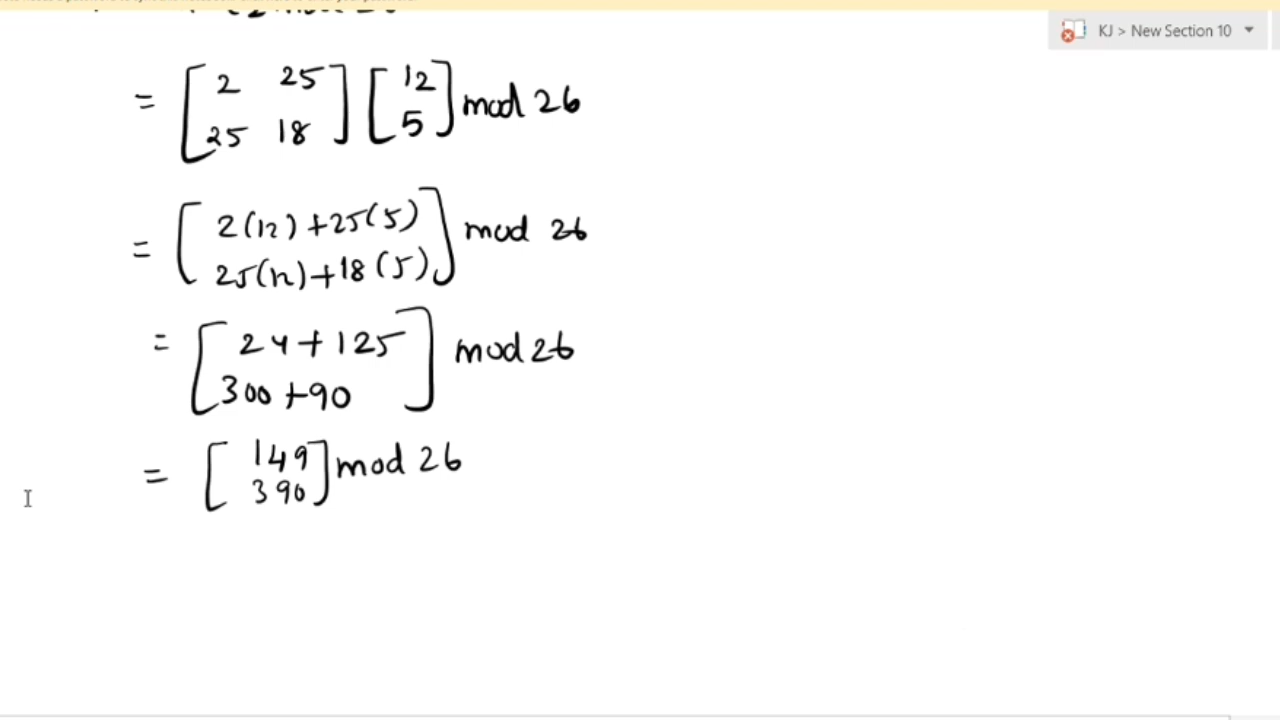 KJ > New Section 10
= [2 25] [12] mod 26
[25 18] [5]
= [2(12)+25(5)] mod 26
[25(12)+18(5)]
= [24+125] mod 26
[300+90]
= [149] mod 26
[390]